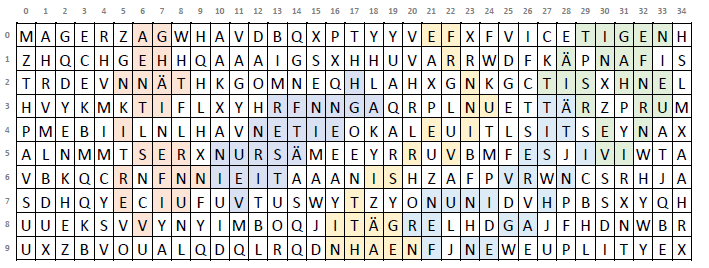 0 1 2 3 4 5 6 7 8 9 10 11 12 13 14 15 16 17 18 19 20 21 22 23 24 25 26 27 28 29 30 31 32 33 34
0 M A G E R Z A G W H A V D B Q X P T Y Y V E F X F V I C E T I G E N H
1 Z H Q C H G E H H Q A A A I G S X H H U V A R R W D F K Ä P N A F I S
2 T R D E V N N Ä T H K G O M N E Q H L A H X G N K G C T I S X H N E L
3 H V Y K M K T I F L X Y H R F N N G A Q R P L N U E T T Ä R Z P R U M
4 P M E B I I L N L H A V N E T I E O K A L E U I T L S I T S E Y N A X
5 A L N M M T S E R X N U R S Ä M E E Y R R U V B M F E S J I V I W T A
6 V B K Q C R N F N N I E I T A A A N I S H Z A F P V R W N C S R H J A
7 S D H Q Y E C I U F U V T U S W Y T Z Y O N U N I D V H P B S X Y Q H
8 U U E K S V V Y N Y I M B O Q J I T Ä G R E L H D G A J F H D N W B R
9 U X Z B V O U A L Q D Q L R Q D N H A E N F J N E W E U P L I T Y E X